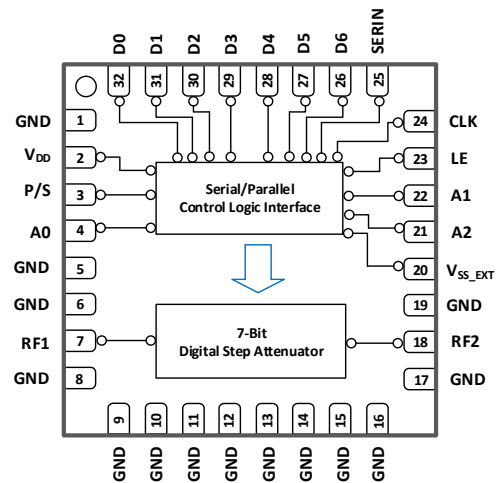 D0
D1
D2
D3
D4
D5
D6
SERIN
32
31
30
29
28
27
26
25
GND 1
V_DD 2
P/S 3
A0 4
GND 5
GND 6
RF1 7
GND 8
24 CLK
23 LE
22 A1
21 A2
20 V_SS_EXT
19 GND
18 RF2
17 GND
Serial/Parallel
Control Logic Interface
7-Bit
Digital Step Attenuator
9
10
11
12
13
14
15
16
GND
GND
GND
GND
GND
GND
GND
GND